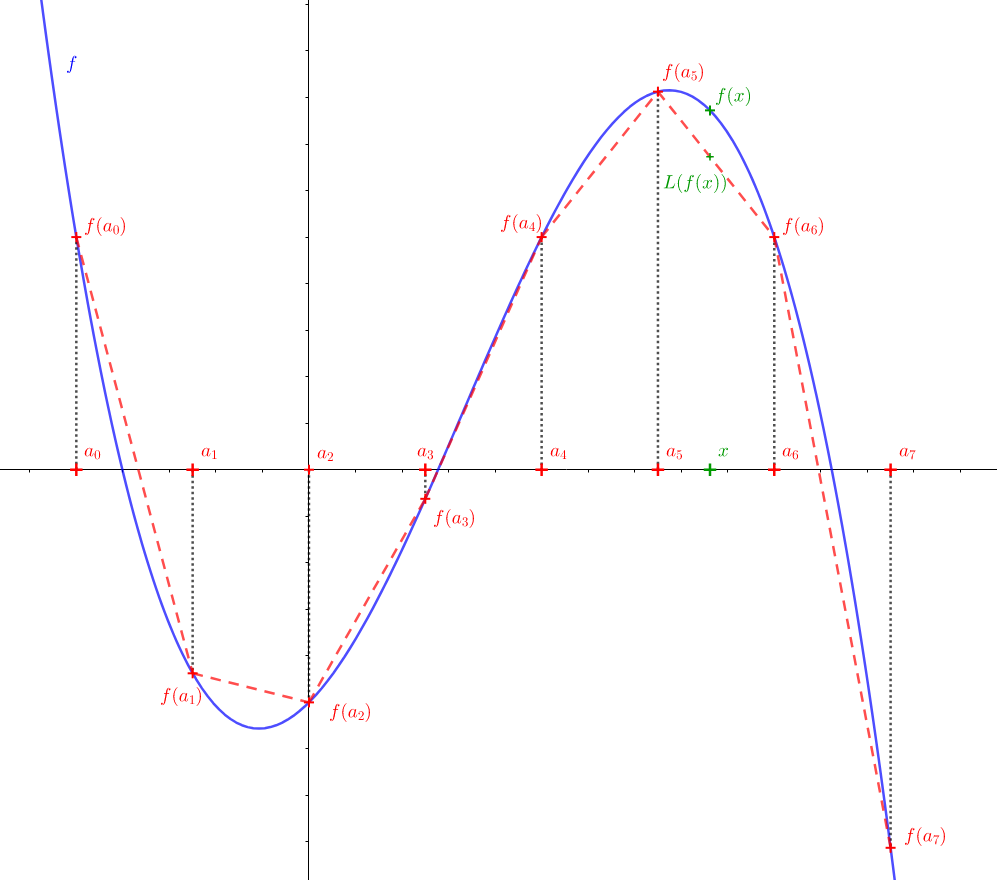 f
f(a₅)
f(x)
L(f(x))
f(a₀)
f(a₄)
f(a₆)
a₀
a₁
a₂
a₃
a₄
a₅
x
a₆
a₇
f(a₃)
f(a₁)
f(a₂)
f(a₇)